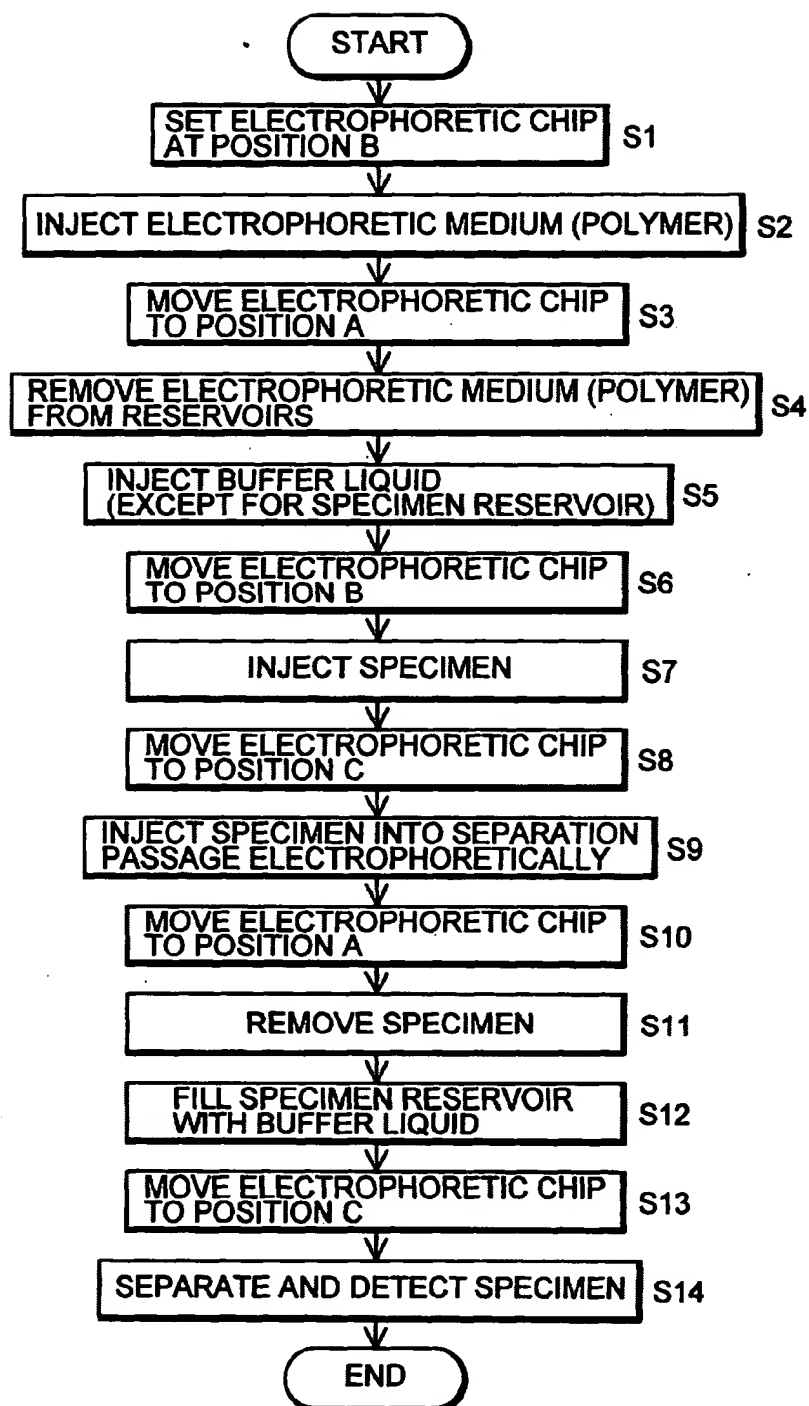 START
SET ELECTROPHORETIC CHIP
AT POSITION B
S1
INJECT ELECTROPHORETIC MEDIUM (POLYMER)
S2
MOVE ELECTROPHORETIC CHIP
TO POSITION A
S3
REMOVE ELECTROPHORETIC MEDIUM (POLYMER)
FROM RESERVOIRS
S4
INJECT BUFFER LIQUID
(EXCEPT FOR SPECIMEN RESERVOIR)
S5
MOVE ELECTROPHORETIC CHIP
TO POSITION B
S6
INJECT SPECIMEN
S7
MOVE ELECTROPHORETIC CHIP
TO POSITION C
S8
INJECT SPECIMEN INTO SEPARATION
PASSAGE ELECTROPHORETICALLY
S9
MOVE ELECTROPHORETIC CHIP
TO POSITION A
S10
REMOVE SPECIMEN
S11
FILL SPECIMEN RESERVOIR
WITH BUFFER LIQUID
S12
MOVE ELECTROPHORETIC CHIP
TO POSITION C
S13
SEPARATE AND DETECT SPECIMEN
S14
END